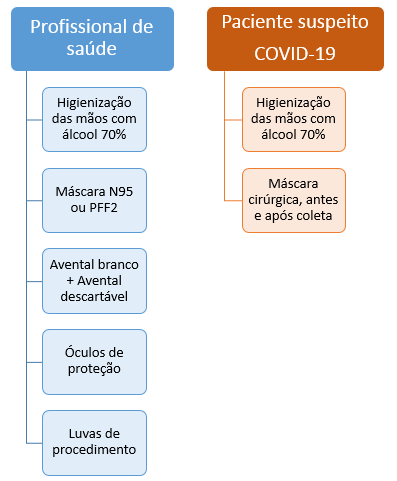 Profissional de
saúde
Higienização
das mãos com
álcool 70%
Máscara N95
ou PFF2
Avental branco
+ Avental
descartável
Óculos de
proteção
Luvas de
procedimento
Paciente suspeito
COVID-19
Higienização
das mãos com
álcool 70%
Máscara
cirúrgica, antes
e após coleta